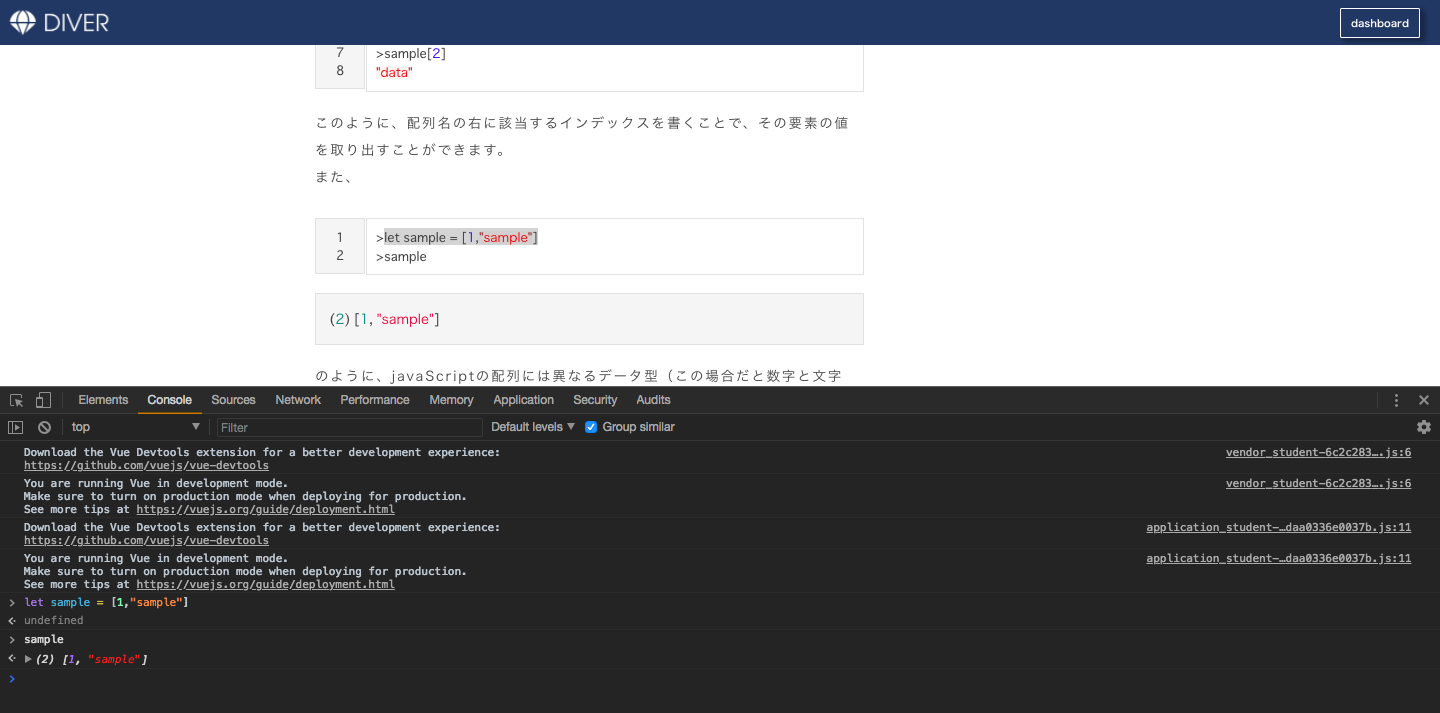 DIVER
dashboard
7
>sample[2]
8
"data"
このように、配列名の右に該当するインデックスを書くことで、その要素の値
を取り出すことができます。
また、
1
>let sample = [1,"sample"]
2
>sample
(2) [1, "sample"]
のように、javaScriptの配列には異なるデータ型（この場合だと数字と文字
Elements Console Sources Network Performance Memory Application Security Audits
top Filter Default levels Group similar
Download the Vue Devtools extension for a better development experience: vendor_student-6c2c283….js:6
https://github.com/vuejs/vue-devtools
You are running Vue in development mode. vendor_student-6c2c283….js:6
Make sure to turn on production mode when deploying for production.
See more tips at https://vuejs.org/guide/deployment.html
Download the Vue Devtools extension for a better development experience: application_student-…daa0336e0037b.js:11
https://github.com/vuejs/vue-devtools
You are running Vue in development mode. application_student-…daa0336e0037b.js:11
Make sure to turn on production mode when deploying for production.
See more tips at https://vuejs.org/guide/deployment.html
let sample = [1,"sample"]
undefined
sample
(2) [1, "sample"]